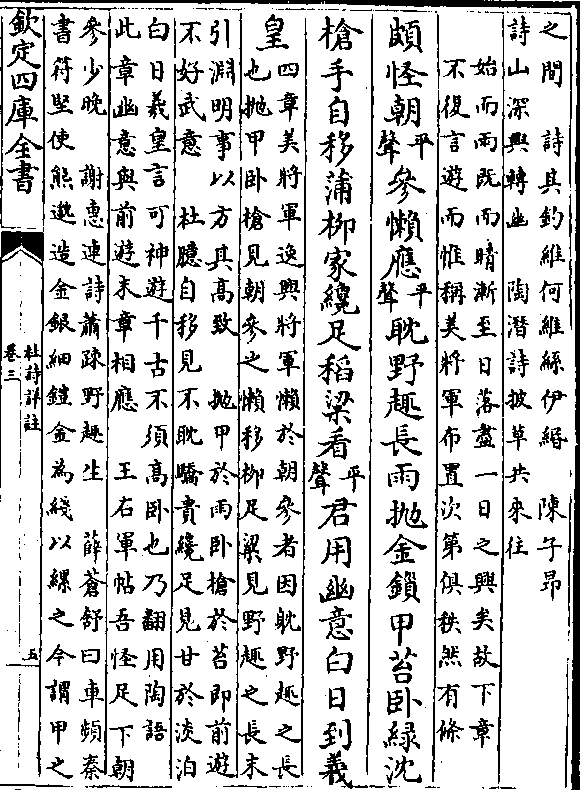 之間　詩其釣維何維絲伊緡　陳子昂
詩山深興轉幽　陶潛詩披草共來往
始而雨既而晴漸至日落盡一日之興矣故下章
不復言遊而惟稱美將軍布置次第俱秩然有條
頗怪朝參懶應平聲耽野趣長雨拋金鎖甲苔臥綠沈
槍手自移蒲柳家纔足稻粱看平聲君用幽意白日到羲
皇四章美將軍逸興將軍懶於朝參者因耽野趣之長
也拋甲臥槍見朝參之懶移柳足粱見野趣之長末
引淵明事以方其高致　拋甲於雨臥槍於苔即前遊
不好武意　杜臆自移見不耽驕貴纔足見甘於淡泊
白日羲皇言可神遊千古不須高臥也乃翻用陶語
此章幽意與前遊末章相應　王右軍帖吾怪足下朝
參少晚　謝惠連詩蕭疎野趣生　薛蒼舒曰車頻秦
書符堅使熊邈造金銀細鎧金為綫以緤之今謂甲之
欽定四庫全書
杜詩詳註
卷三
五